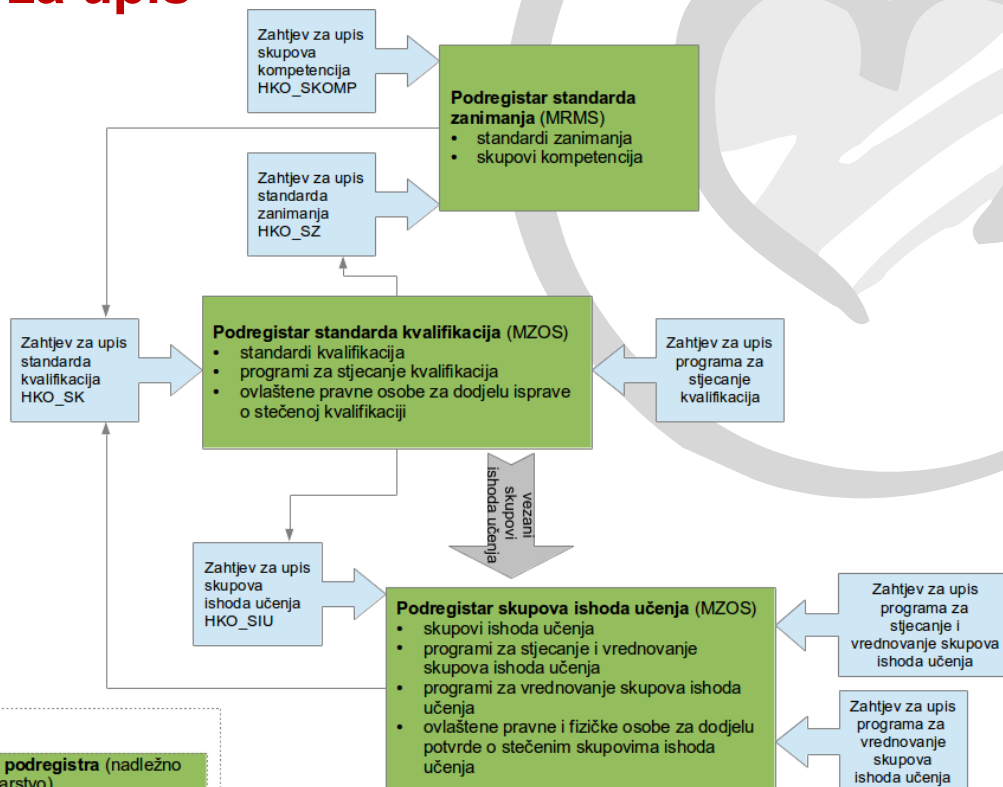 za upis
Zahtjev za upis
skupova
kompetencija
HKO_SKOMP
Podregistar standarda
zanimanja (MRMS)
• standardi zanimanja
• skupovi kompetencija
Zahtjev za upis
standarda
zanimanja
HKO_SZ
Zahtjev za upis
standarda
kvalifikacija
HKO_SK
Podregistar standarda kvalifikacija (MZOS)
• standardi kvalifikacija
• programi za stjecanje kvalifikacija
• ovlaštene pravne osobe za dodjelu isprave
o stečenoj kvalifikaciji
Zahtjev za upis
programa za
stjecanje
kvalifikacija
vezani
skupovi
ishoda učenja
Zahtjev za upis
skupova
ishoda učenja
HKO_SIU
Podregistar skupova ishoda učenja (MZOS)
• skupovi ishoda učenja
• programi za stjecanje i vrednovanje
skupova ishoda učenja
• programi za vrednovanje skupova ishoda
učenja
• ovlaštene pravne i fizičke osobe za dodjelu
potvrde o stečenim skupovima ishoda
učenja
Zahtjev za upis
programa za
stjecanje i
vrednovanje skupova
ishoda učenja
Zahtjev za upis
programa za
vrednovanje
skupova
ishoda učenja
podregistra (nadležno